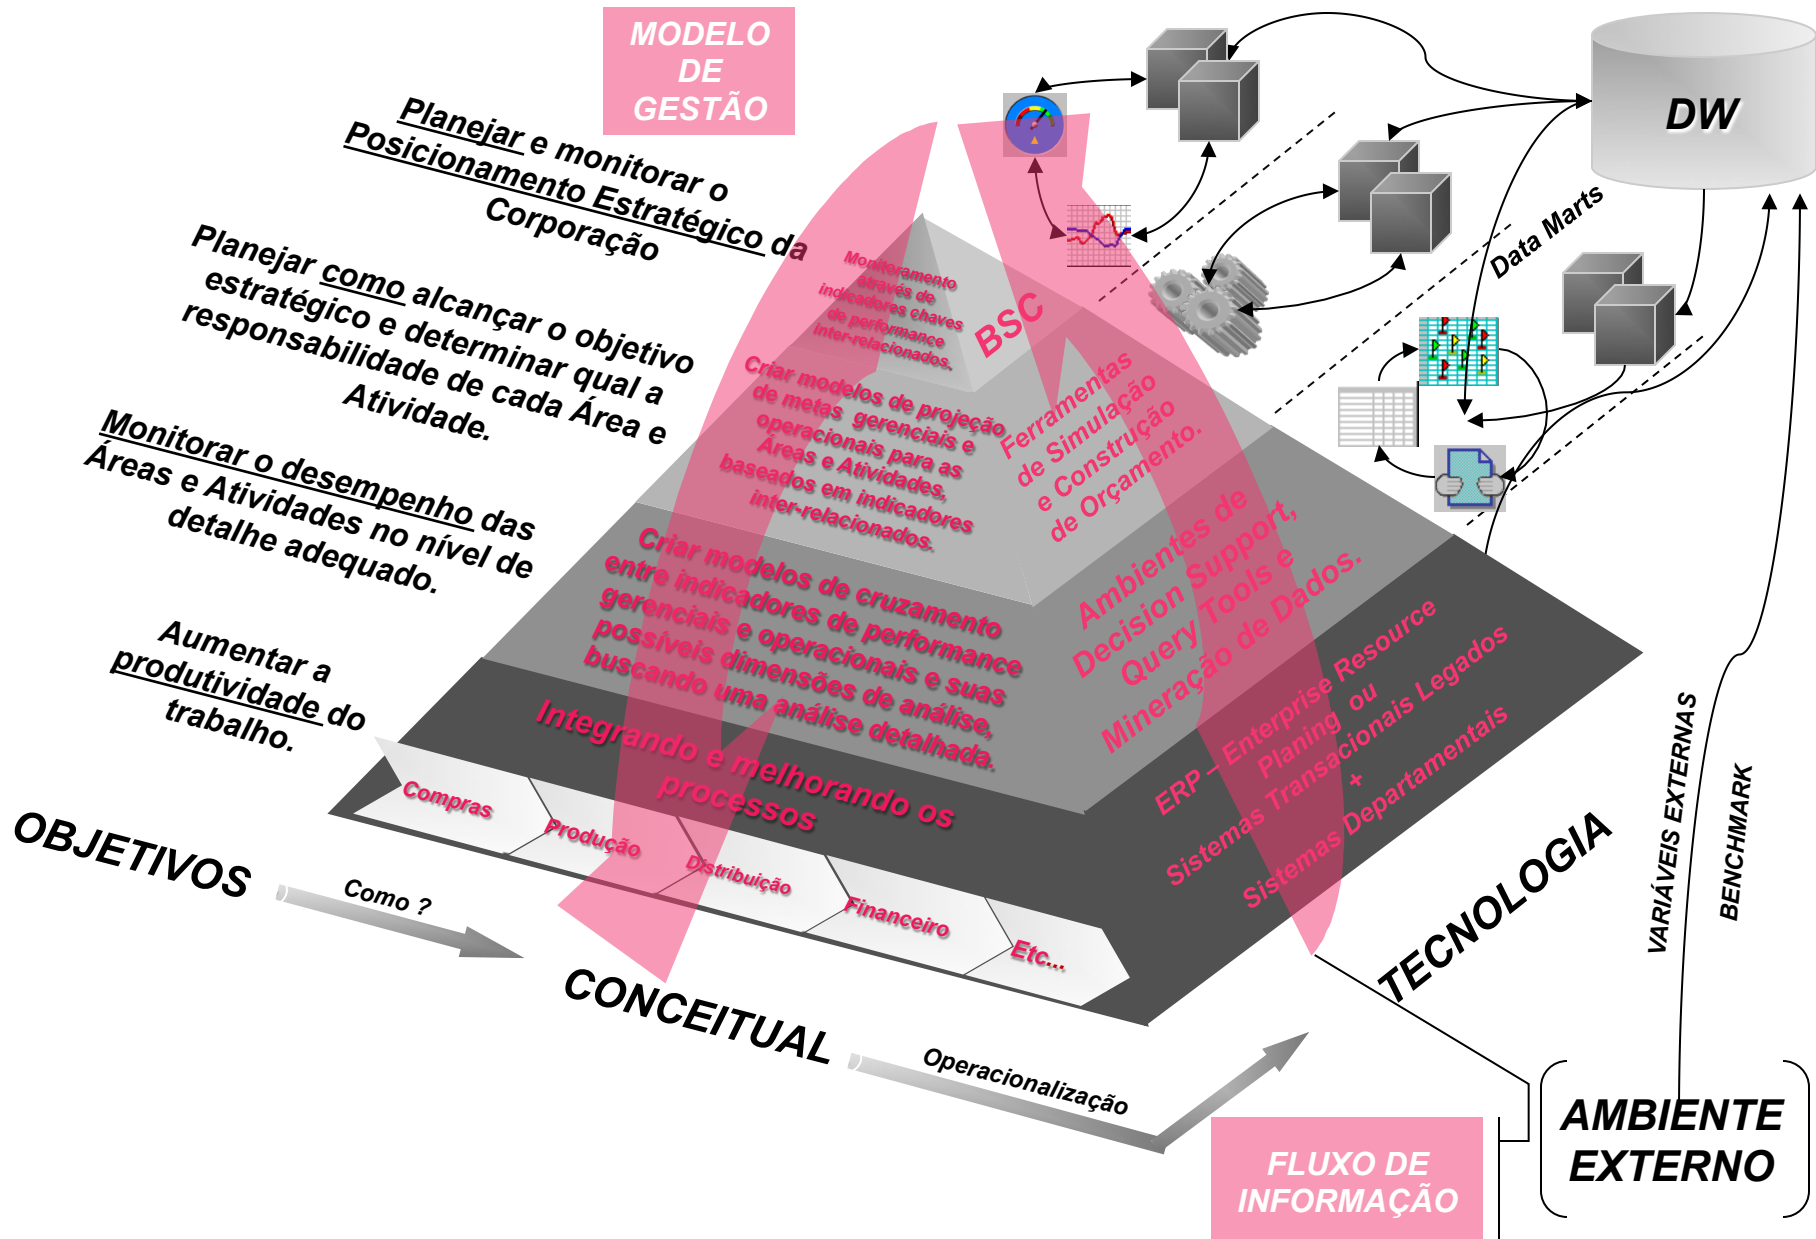 MODELO
DE
GESTÃO
Planejar e monitorar o
Posicionamento Estratégico da
Corporação
Planejar como alcançar o objetivo
estratégico e determinar qual a
responsabilidade de cada Área e
Atividade.
Monitorar o desempenho das
Áreas e Atividades no nível de
detalhe adequado.
Aumentar a
produtividade do
trabalho.
Monitoramento
através de
indicadores chaves
de performance
inter-relacionados.
Criar modelos de projeção
de metas gerenciais e
operacionais para as
Áreas e Atividades,
baseados em indicadores
inter-relacionados.
Criar modelos de cruzamento
entre indicadores de performance
gerenciais e operacionais e suas
possíveis dimensões de análise,
buscando uma análise detalhada.
Integrando e melhorando os
processos
Compras
Produção
Distribuição
Financeiro
Etc...
BSC
Ferramentas
de Simulação
e Construção
de Orçamento.
Ambientes de
Decision Support,
Query Tools e
Mineração de Dados.
ERP – Enterprise Resource
Planing ou
Sistemas Transacionais Legados
+
Sistemas Departamentais
DW
Data Marts
OBJETIVOS
Como ?
CONCEITUAL
Operacionalização
TECNOLOGIA
VARIÁVEIS EXTERNAS
BENCHMARK
FLUXO DE
INFORMAÇÃO
AMBIENTE
EXTERNO